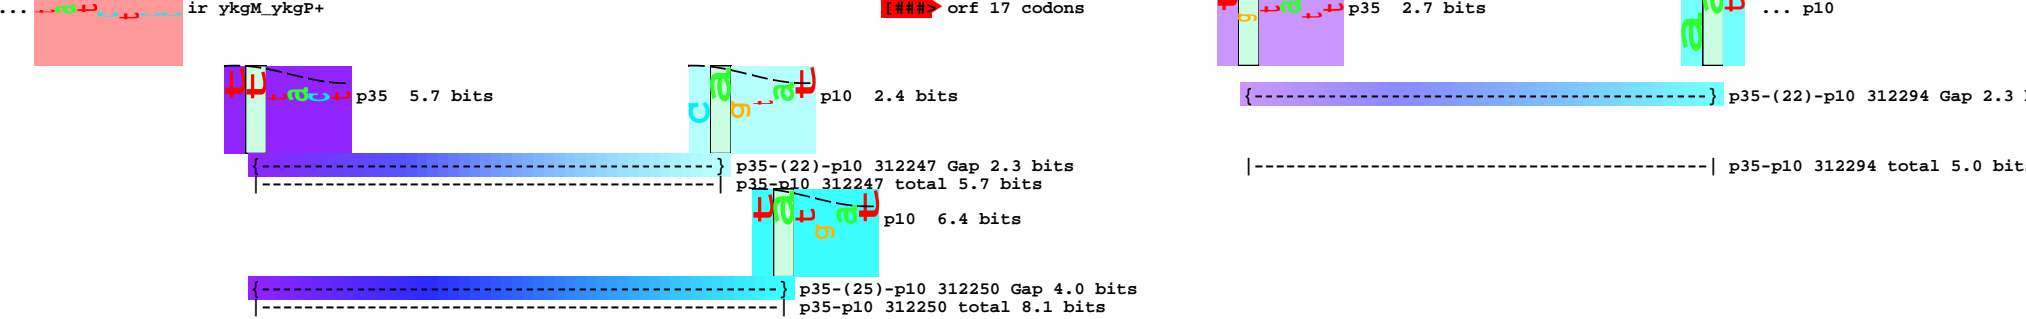 ... ir ykgM_ykgP+ [###> orf 17 codons p35 2.7 bits ... p10
p35 5.7 bits p10 2.4 bits {-----------------------------------------------} p35-(22)-p10 312294 Gap 2.3
{--------------------------------------------} p35-(22)-p10 312247 Gap 2.3 bits |--------------------------------------------| p35-p10 312294 total 5.0 bits
|--------------------------------------------| p35-p10 312247 total 5.7 bits
p10 6.4 bits
{--------------------------------------------------} p35-(25)-p10 312250 Gap 4.0 bits
|--------------------------------------------------| p35-p10 312250 total 8.1 bits